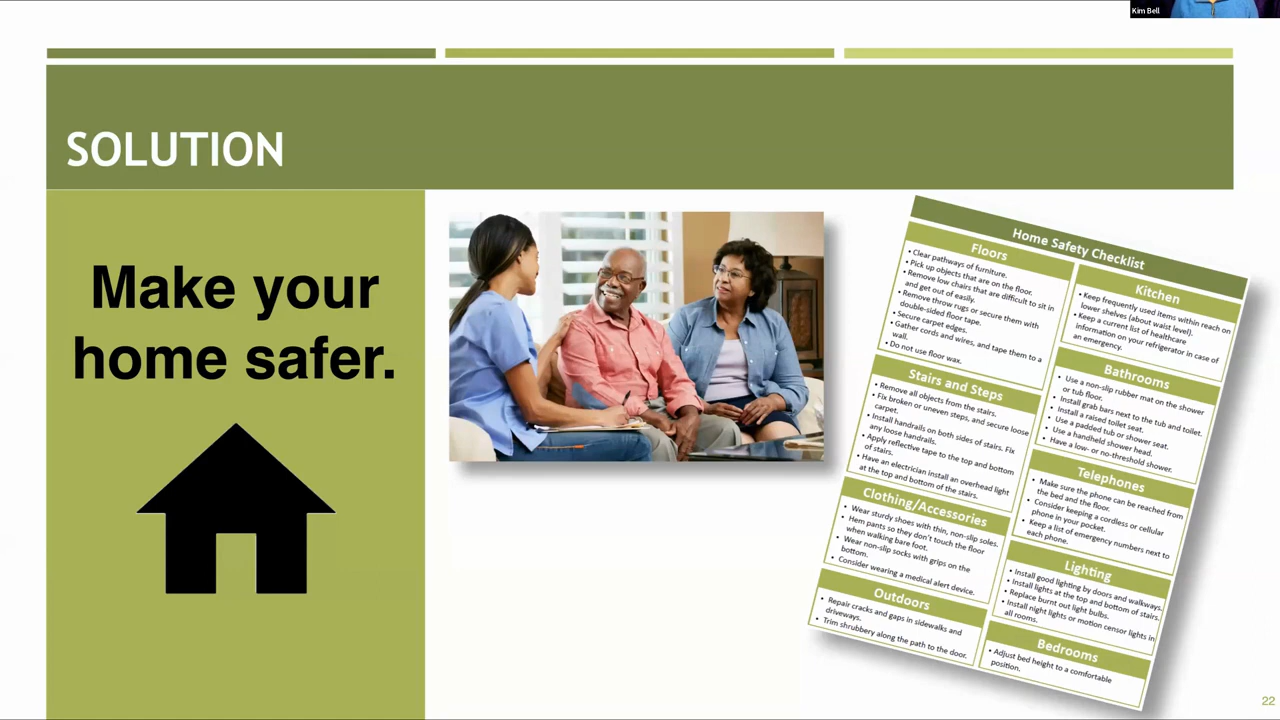 Kim Bell
SOLUTION
Make your
home safer.
Home Safety Checklist
Floors
• Clear pathways of furniture.
• Pick up objects that are on the floor.
• Remove low chairs that are difficult to sit in
and get out of easily.
• Remove throw rugs or secure them with
double-sided floor tape.
• Secure carpet edges.
• Gather cords and wires, and tape them to a
wall.
• Do not use floor wax.
Stairs and Steps
• Remove all objects from the stairs.
• Fix broken or uneven steps, and secure loose
carpet.
• Install handrails on both sides of stairs. Fix
any loose handrails.
• Apply reflective tape to the top and bottom
of stairs.
• Have an electrician install an overhead light
at the top and bottom of the stairs.
Clothing/Accessories
• Wear sturdy shoes with thin, non-slip soles.
• Hem pants so they don't touch the floor
when walking bare foot.
• Wear non-slip socks with grips on the
bottom.
• Consider wearing a medical alert device.
Outdoors
• Repair cracks and gaps in sidewalks and
driveways.
• Trim shrubbery along the path to the door.
Kitchen
• Keep frequently used items within reach on
lower shelves (about waist level).
• Keep a current list of healthcare
information on your refrigerator in case of
an emergency.
Bathrooms
• Use a non-slip rubber mat on the shower
or tub floor.
• Install grab bars next to the tub and toilet.
• Install a raised toilet seat.
• Use a padded tub or shower seat.
• Use a handheld shower head.
• Have a low- or no-threshold shower.
Telephones
• Make sure the phone can be reached from
the bed and the floor.
• Consider keeping a cordless or cellular
phone in your pocket.
• Keep a list of emergency numbers next to
each phone.
Lighting
• Install good lighting by doors and walkways.
• Install lights at the top and bottom of stairs.
• Replace burnt out light bulbs.
• Install night lights or motion censor lights in
all rooms.
Bedrooms
• Adjust bed height to a comfortable
position.
22